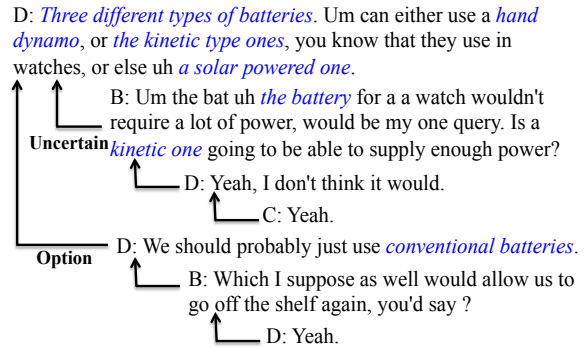 D: Three different types of batteries. Um can either use a hand
dynamo, or the kinetic type ones, you know that they use in
watches, or else uh a solar powered one.
B: Um the bat uh the battery for a a watch wouldn't
require a lot of power, would be my one query. Is a
Uncertain kinetic one going to be able to supply enough power?
D: Yeah, I don't think it would.
C: Yeah.
D: We should probably just use conventional batteries.
Option
B: Which I suppose as well would allow us to
go off the shelf again, you'd say ?
D: Yeah.